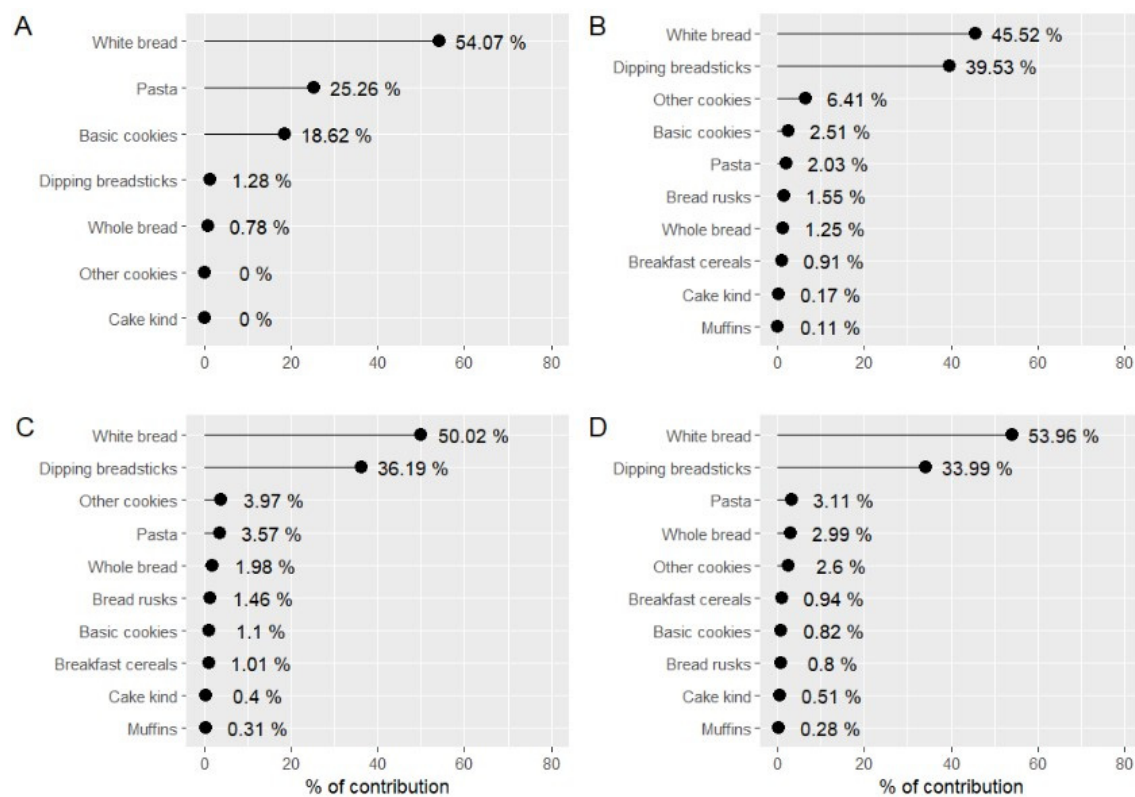 A
White bread 54.07 %
Pasta 25.26 %
Basic cookies 18.62 %
Dipping breadsticks 1.28 %
Whole bread 0.78 %
Other cookies 0 %
Cake kind 0 %
0 20 40 60 80
B
White bread 45.52 %
Dipping breadsticks 39.53 %
Other cookies 6.41 %
Basic cookies 2.51 %
Pasta 2.03 %
Bread rusks 1.55 %
Whole bread 1.25 %
Breakfast cereals 0.91 %
Cake kind 0.17 %
Muffins 0.11 %
0 20 40 60 80
C
White bread 50.02 %
Dipping breadsticks 36.19 %
Other cookies 3.97 %
Pasta 3.57 %
Whole bread 1.98 %
Bread rusks 1.46 %
Basic cookies 1.1 %
Breakfast cereals 1.01 %
Cake kind 0.4 %
Muffins 0.31 %
0 20 40 60 80
% of contribution
D
White bread 53.96 %
Dipping breadsticks 33.99 %
Pasta 3.11 %
Whole bread 2.99 %
Other cookies 2.6 %
Breakfast cereals 0.94 %
Basic cookies 0.82 %
Bread rusks 0.8 %
Cake kind 0.51 %
Muffins 0.28 %
0 20 40 60 80
% of contribution